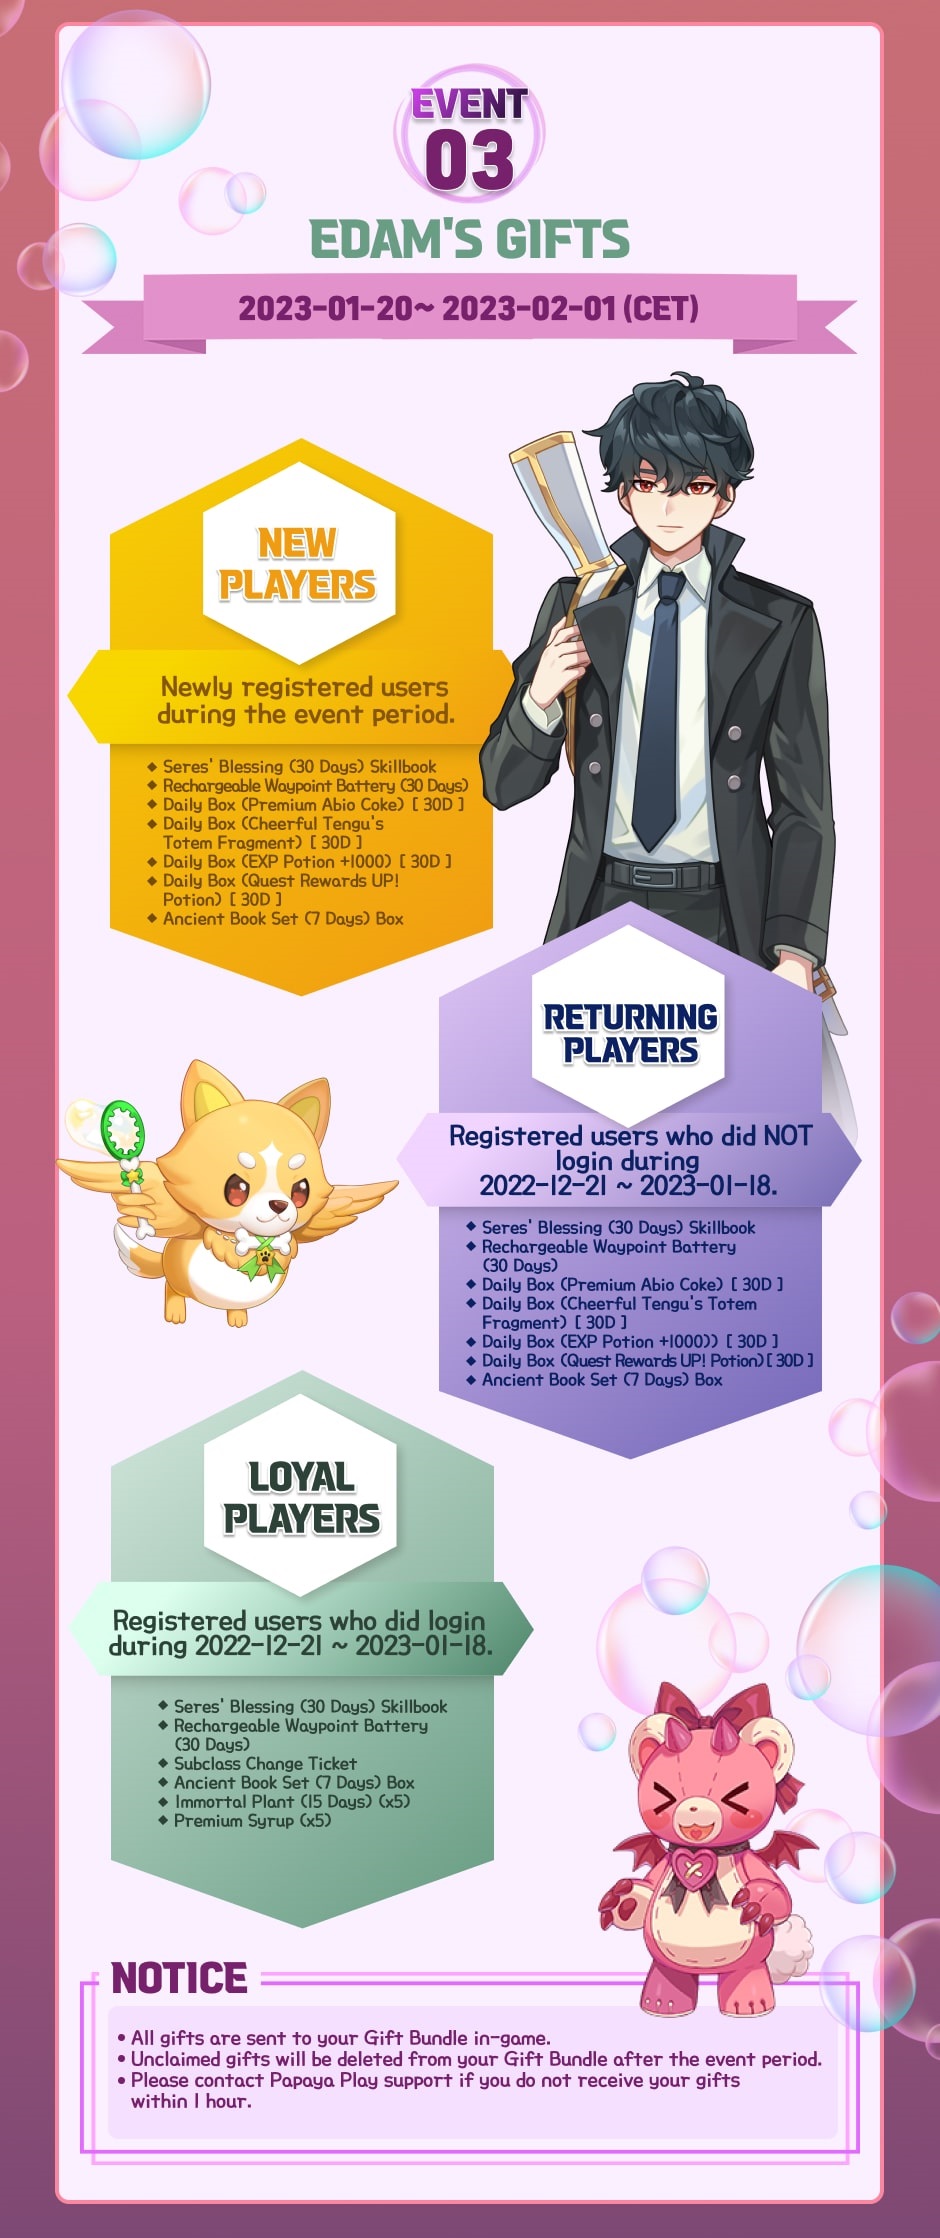 EVENT
03
EDAM'S GIFTS
2023-01-20~ 2023-02-01 (CET)
NEW
PLAYERS
Newly registered users
during the event period.
◆ Seres' Blessing (30 Days) Skillbook
◆ Rechargeable Waypoint Battery (30 Days)
◆ Daily Box (Premium Abio Coke) [ 30D ]
◆ Daily Box (Cheerful Tengu's
Totem Fragment) [ 30D ]
◆ Daily Box (EXP Potion +1000) [ 30D ]
◆ Daily Box (Quest Rewards UP!
Potion) [ 30D ]
◆ Ancient Book Set (7 Days) Box
RETURNING
PLAYERS
Registered users who did NOT
login during
2022-12-21 ~ 2023-01-18.
◆ Seres' Blessing (30 Days) Skillbook
◆ Rechargeable Waypoint Battery
(30 Days)
◆ Daily Box (Premium Abio Coke) [ 30D ]
◆ Daily Box (Cheerful Tengu's Totem
Fragment) [ 30D ]
◆ Daily Box (EXP Potion +1000)) [ 30D ]
◆ Daily Box (Quest Rewards UP! Potion) [ 30D ]
◆ Ancient Book Set (7 Days) Box
LOYAL
PLAYERS
Registered users who did login
during 2022-12-21 ~ 2023-01-18.
◆ Seres' Blessing (30 Days) Skillbook
◆ Rechargeable Waypoint Battery
(30 Days)
◆ Subclass Change Ticket
◆ Ancient Book Set (7 Days) Box
◆ Immortal Plant (15 Days) (x5)
◆ Premium Syrup (x5)
NOTICE
• All gifts are sent to your Gift Bundle in-game.
• Unclaimed gifts will be deleted from your Gift Bundle after the event period.
• Please contact Papaya Play support if you do not receive your gifts
within 1 hour.